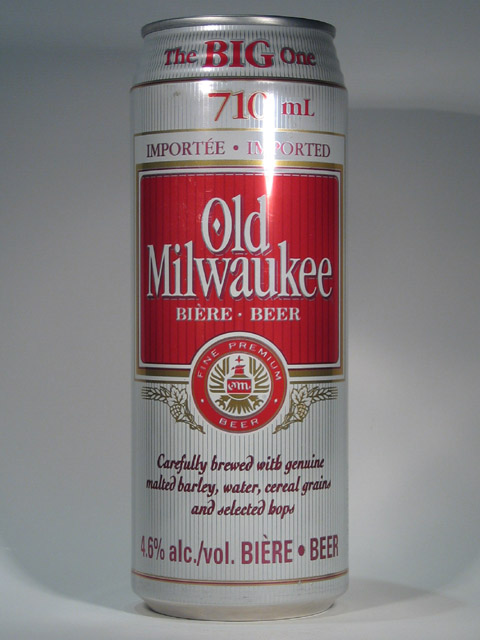 The BIG One
710 mL
IMPORTÉE • IMPORTED
Old
Milwaukee
BIÈRE · BEER
FINE PREMIUM
om.
BEER
Carefully brewed with genuine
malted barley, water, cereal grains
and selected hops
4.6% alc./vol. BIÈRE • BEER